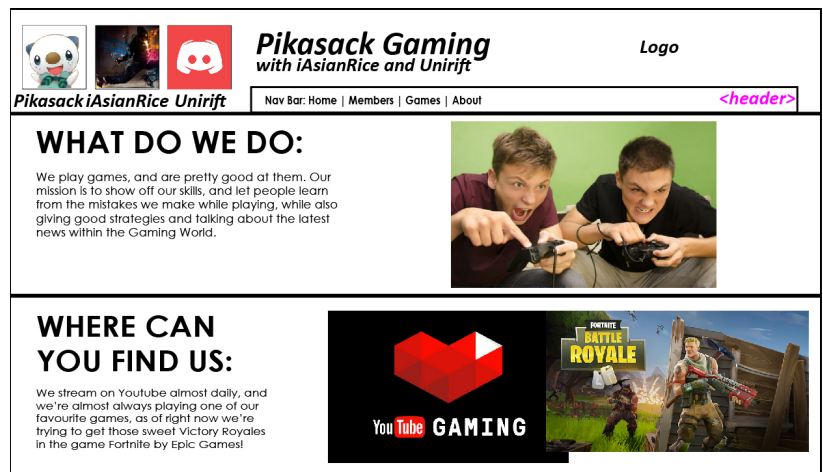 Pikasack Gaming
with iAsianRice and Unirift
Logo
Pikasack iAsianRice Unirift
Nav Bar: Home | Members | Games | About
<header>
WHAT DO WE DO:
We play games, and are pretty good at them. Our
mission is to show off our skills, and let people learn
from the mistakes we make while playing, while also
giving good strategies and talking about the latest
news within the Gaming World.
WHERE CAN
YOU FIND US:
We stream on Youtube almost daily, and
we're almost always playing one of our
favourite games, as of right now we're
trying to get those sweet Victory Royales
in the game Fortnite by Epic Games!
YouTube GAMING
FORTNITE
BATTLE
ROYALE